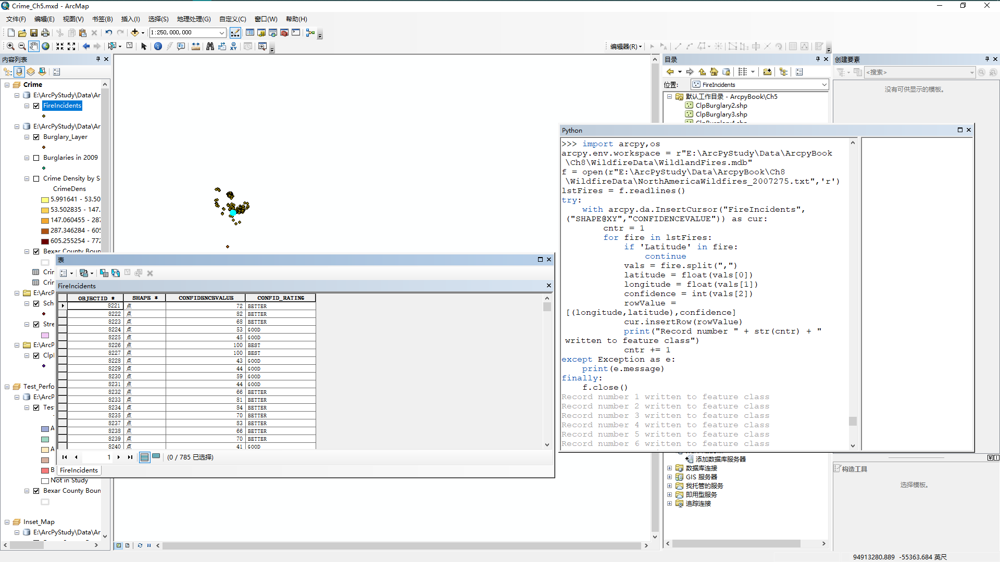 Crime_Ch5.mxd - ArcMap
文件(F) 编辑(E) 视图(V) 书签(B) 插入(I) 选择(S) 地理处理(G) 自定义(C) 窗口(W) 帮助(H)
1:250,000,000
编辑器(R)
内容列表
Crime
E:\ArcPyStudy\Data\Ar
FireIncidents
E:\ArcPyStudy\Data\Ar
Burglary_Layer
Burglaries in 2009
Crime Density by S
CrimeDens
5.991641 - 53.50
53.502835 - 147.
147.060455 - 287
287.346284 - 605
605.255254 - 772
Bexar County Boun
Crin
Crin
E:\ArcP
Sch
Stre
E:\ArcP
Clp
Test_Perfo
E:\ArcP
Tes
A
A
B
Not in Study
Bexar County Boun
Inset_Map
E:\ArcPyStudy\Data\Ar
表
FireIncidents
OBJECTID * SHAPE * CONFIDENCEVALUE CONFID_RATING
8221 点 72 BETTER
8222 点 82 BETTER
8223 点 68 BETTER
8224 点 53 GOOD
8225 点 45 GOOD
8226 点 100 BEST
8227 点 100 BEST
8228 点 43 GOOD
8229 点 44 GOOD
8230 点 59 GOOD
8231 点 44 GOOD
8232 点 66 BETTER
8233 点 81 BETTER
8234 点 84 BETTER
8235 点 70 BETTER
8237 点 83 BETTER
8238 点 66 BETTER
8239 点 70 BETTER
8240 点 41 GOOD
1 (0 / 785 已选择)
FireIncidents
目录
位置: FireIncidents
默认工作目录 - ArcpyBook\Ch5
ClpBurglary2.shp
ClpBurglary3.shp
Python
>>> import arcpy,os
arcpy.env.workspace = r"E:\ArcPyStudy\Data\ArcpyBook
\Ch8\WildfireData\WildlandFires.mdb"
f = open(r"E:\ArcPyStudy\Data\ArcpyBook\Ch8
\WildfireData\NorthAmericaWildfires_2007275.txt",'r')
lstFires = f.readlines()
try:
    with arcpy.da.InsertCursor("FireIncidents",
("SHAPE@XY","CONFIDENCEVALUE")) as cur:
        cntr = 1
        for fire in lstFires:
            if 'Latitude' in fire:
                continue
            vals = fire.split(",")
            latitude = float(vals[0])
            longitude = float(vals[1])
            confidence = int(vals[2])
            rowValue =
[(longitude,latitude),confidence]
            cur.insertRow(rowValue)
            print("Record number " + str(cntr) + "
written to feature class")
            cntr += 1
except Exception as e:
    print(e.message)
finally:
    f.close()
Record number 1 written to feature class
Record number 2 written to feature class
Record number 3 written to feature class
Record number 4 written to feature class
Record number 5 written to feature class
Record number 6 written to feature class
添加数据库服务器
数据库连接
GIS 服务器
我托管的服务
即用型服务
追踪连接
创建要素
<搜索>
没有可供显示的模板。
构造工具
选择模板。
94913280.889 -55363.684 英尺